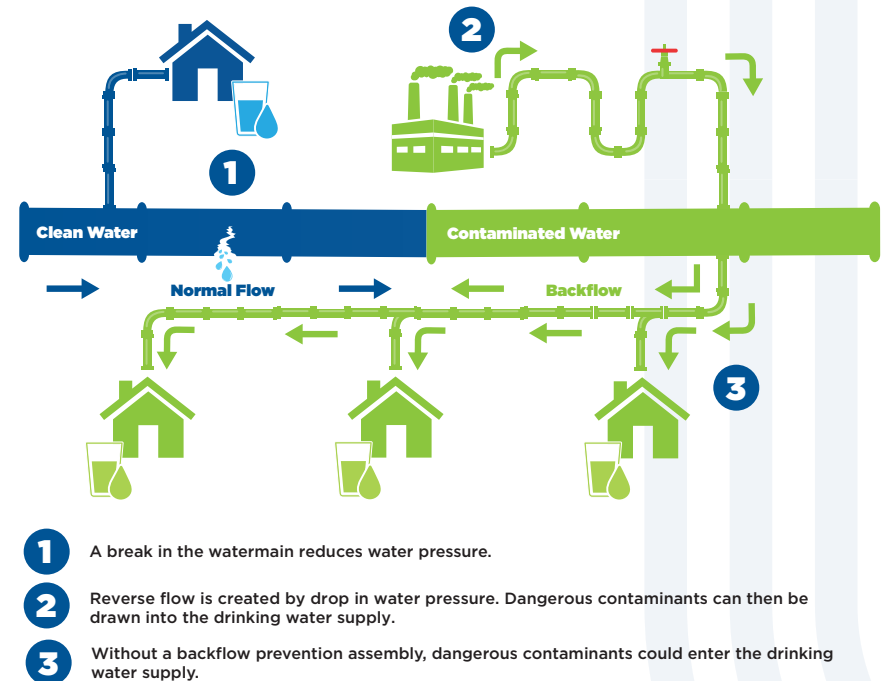 2
1
Clean Water
Contaminated Water
Normal Flow
Backflow
3
1 A break in the watermain reduces water pressure.
2 Reverse flow is created by drop in water pressure. Dangerous contaminants can then be
drawn into the drinking water supply.
3 Without a backflow prevention assembly, dangerous contaminants could enter the drinking
water supply.